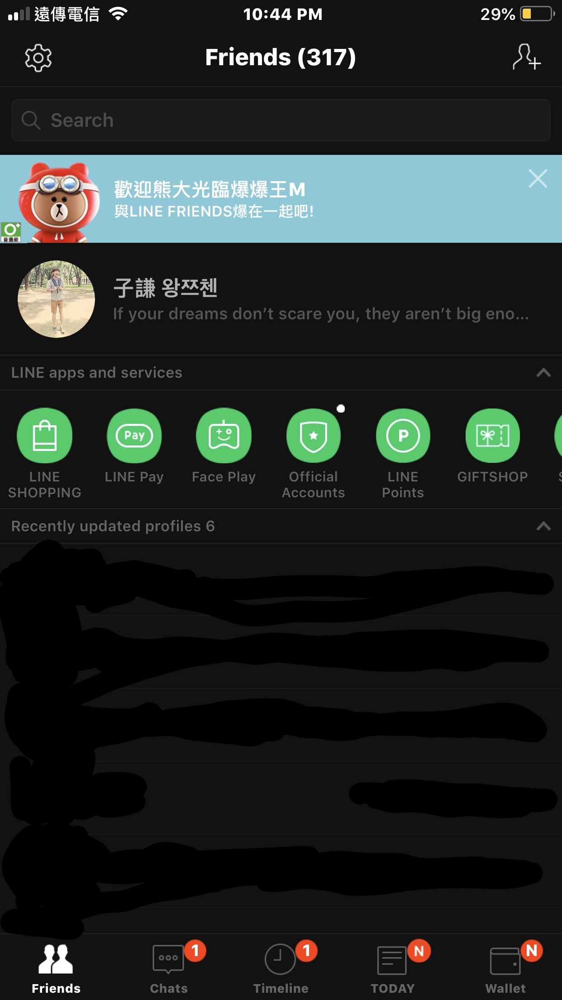 遠傳電信 10:44 PM 29%
Friends (317)
Search
歡迎熊大光臨爆爆王M
與LINE FRIENDS爆在一起吧!
普遍級
子謙 왕쯔첸
If your dreams don't scare you, they aren't big eno...
LINE apps and services
Pay
P
LINE SHOPPING
LINE Pay
Face Play
Official Accounts
LINE Points
GIFTSHOP
Recently updated profiles 6
1
1
N
N
Friends
Chats
Timeline
TODAY
Wallet